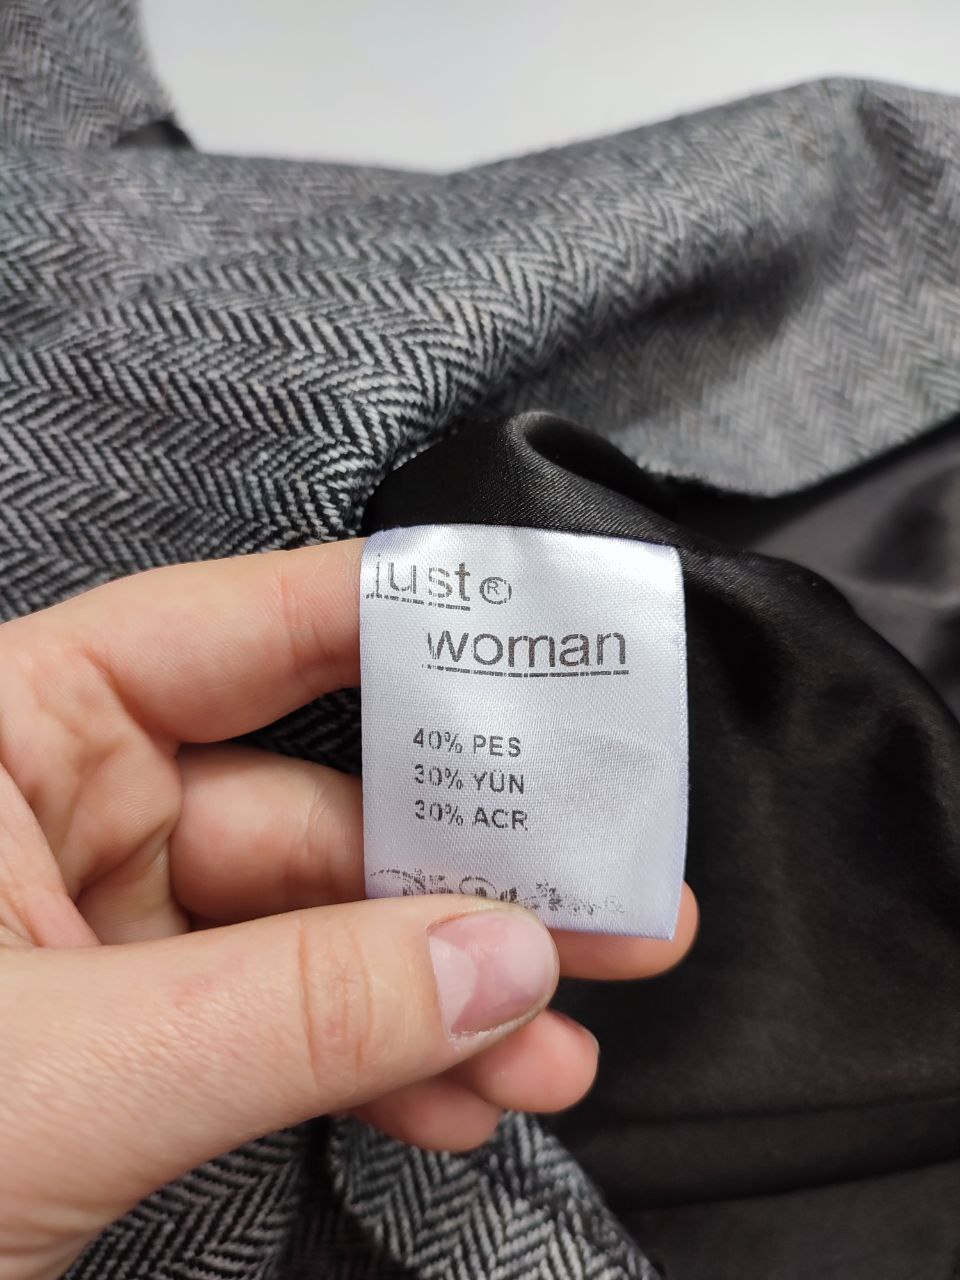 just®
woman
40% PES
30% YÜN
30% ACR